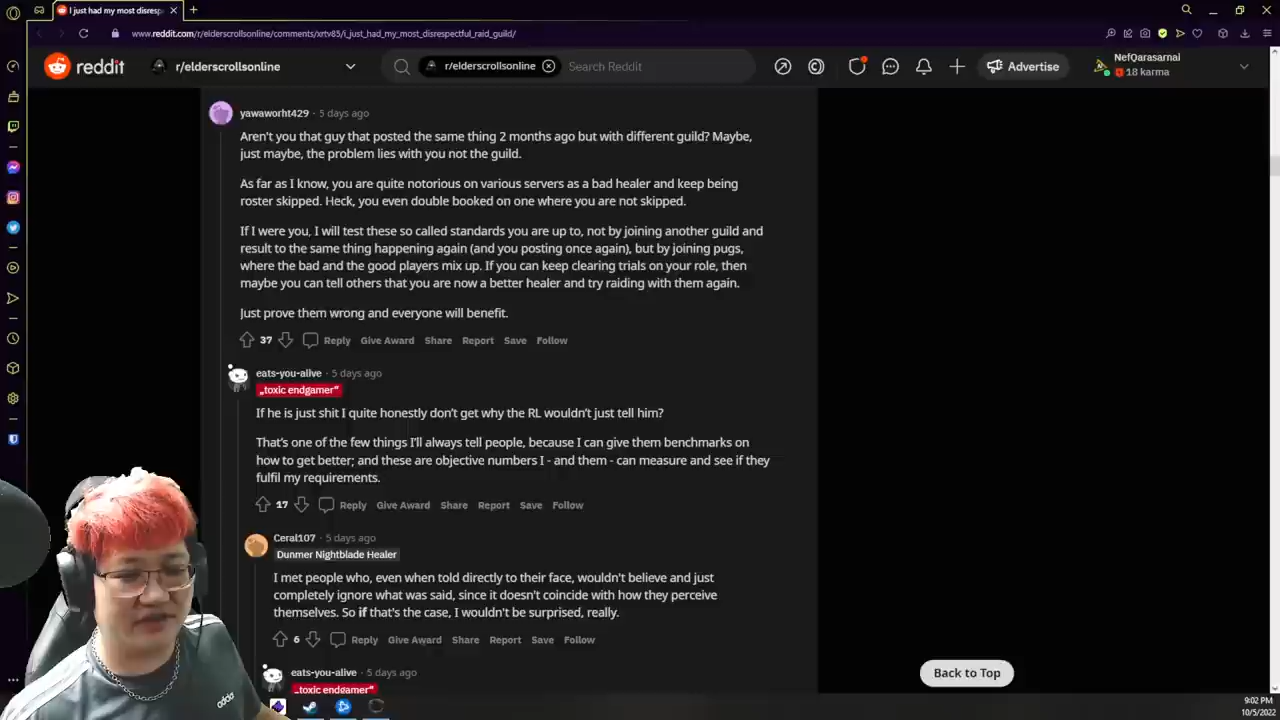 I just had my most disresp
www.reddit.com/r/elderscrollsonline/comments/xrtv85/i_just_had_my_most_disrespectful_raid_guild/
reddit
r/elderscrollsonline
r/elderscrollsonline
Search Reddit
Advertise
NefQarasarnai
18 karma
yawaworht429 · 5 days ago
Aren't you that guy that posted the same thing 2 months ago but with different guild? Maybe,
just maybe, the problem lies with you not the guild.
As far as I know, you are quite notorious on various servers as a bad healer and keep being
roster skipped. Heck, you even double booked on one where you are not skipped.
If I were you, I will test these so called standards you are up to, not by joining another guild and
result to the same thing happening again (and you posting once again), but by joining pugs,
where the bad and the good players mix up. If you can keep clearing trials on your role, then
maybe you can tell others that you are now a better healer and try raiding with them again.
Just prove them wrong and everyone will benefit.
37 Reply Give Award Share Report Save Follow
eats-you-alive · 5 days ago
„toxic endgamer“
If he is just shit I quite honestly don't get why the RL wouldn't just tell him?
That's one of the few things I'll always tell people, because I can give them benchmarks on
how to get better; and these are objective numbers I - and them - can measure and see if they
fulfil my requirements.
17 Reply Give Award Share Report Save Follow
Ceral107 · 5 days ago
Dunmer Nightblade Healer
I met people who, even when told directly to their face, wouldn't believe and just
completely ignore what was said, since it doesn't coincide with how they perceive
themselves. So if that's the case, I wouldn't be surprised, really.
6 Reply Give Award Share Report Save Follow
eats-you-alive · 5 days ago
„toxic endgamer“
Back to Top
adidas
9:02 PM
10/5/2022